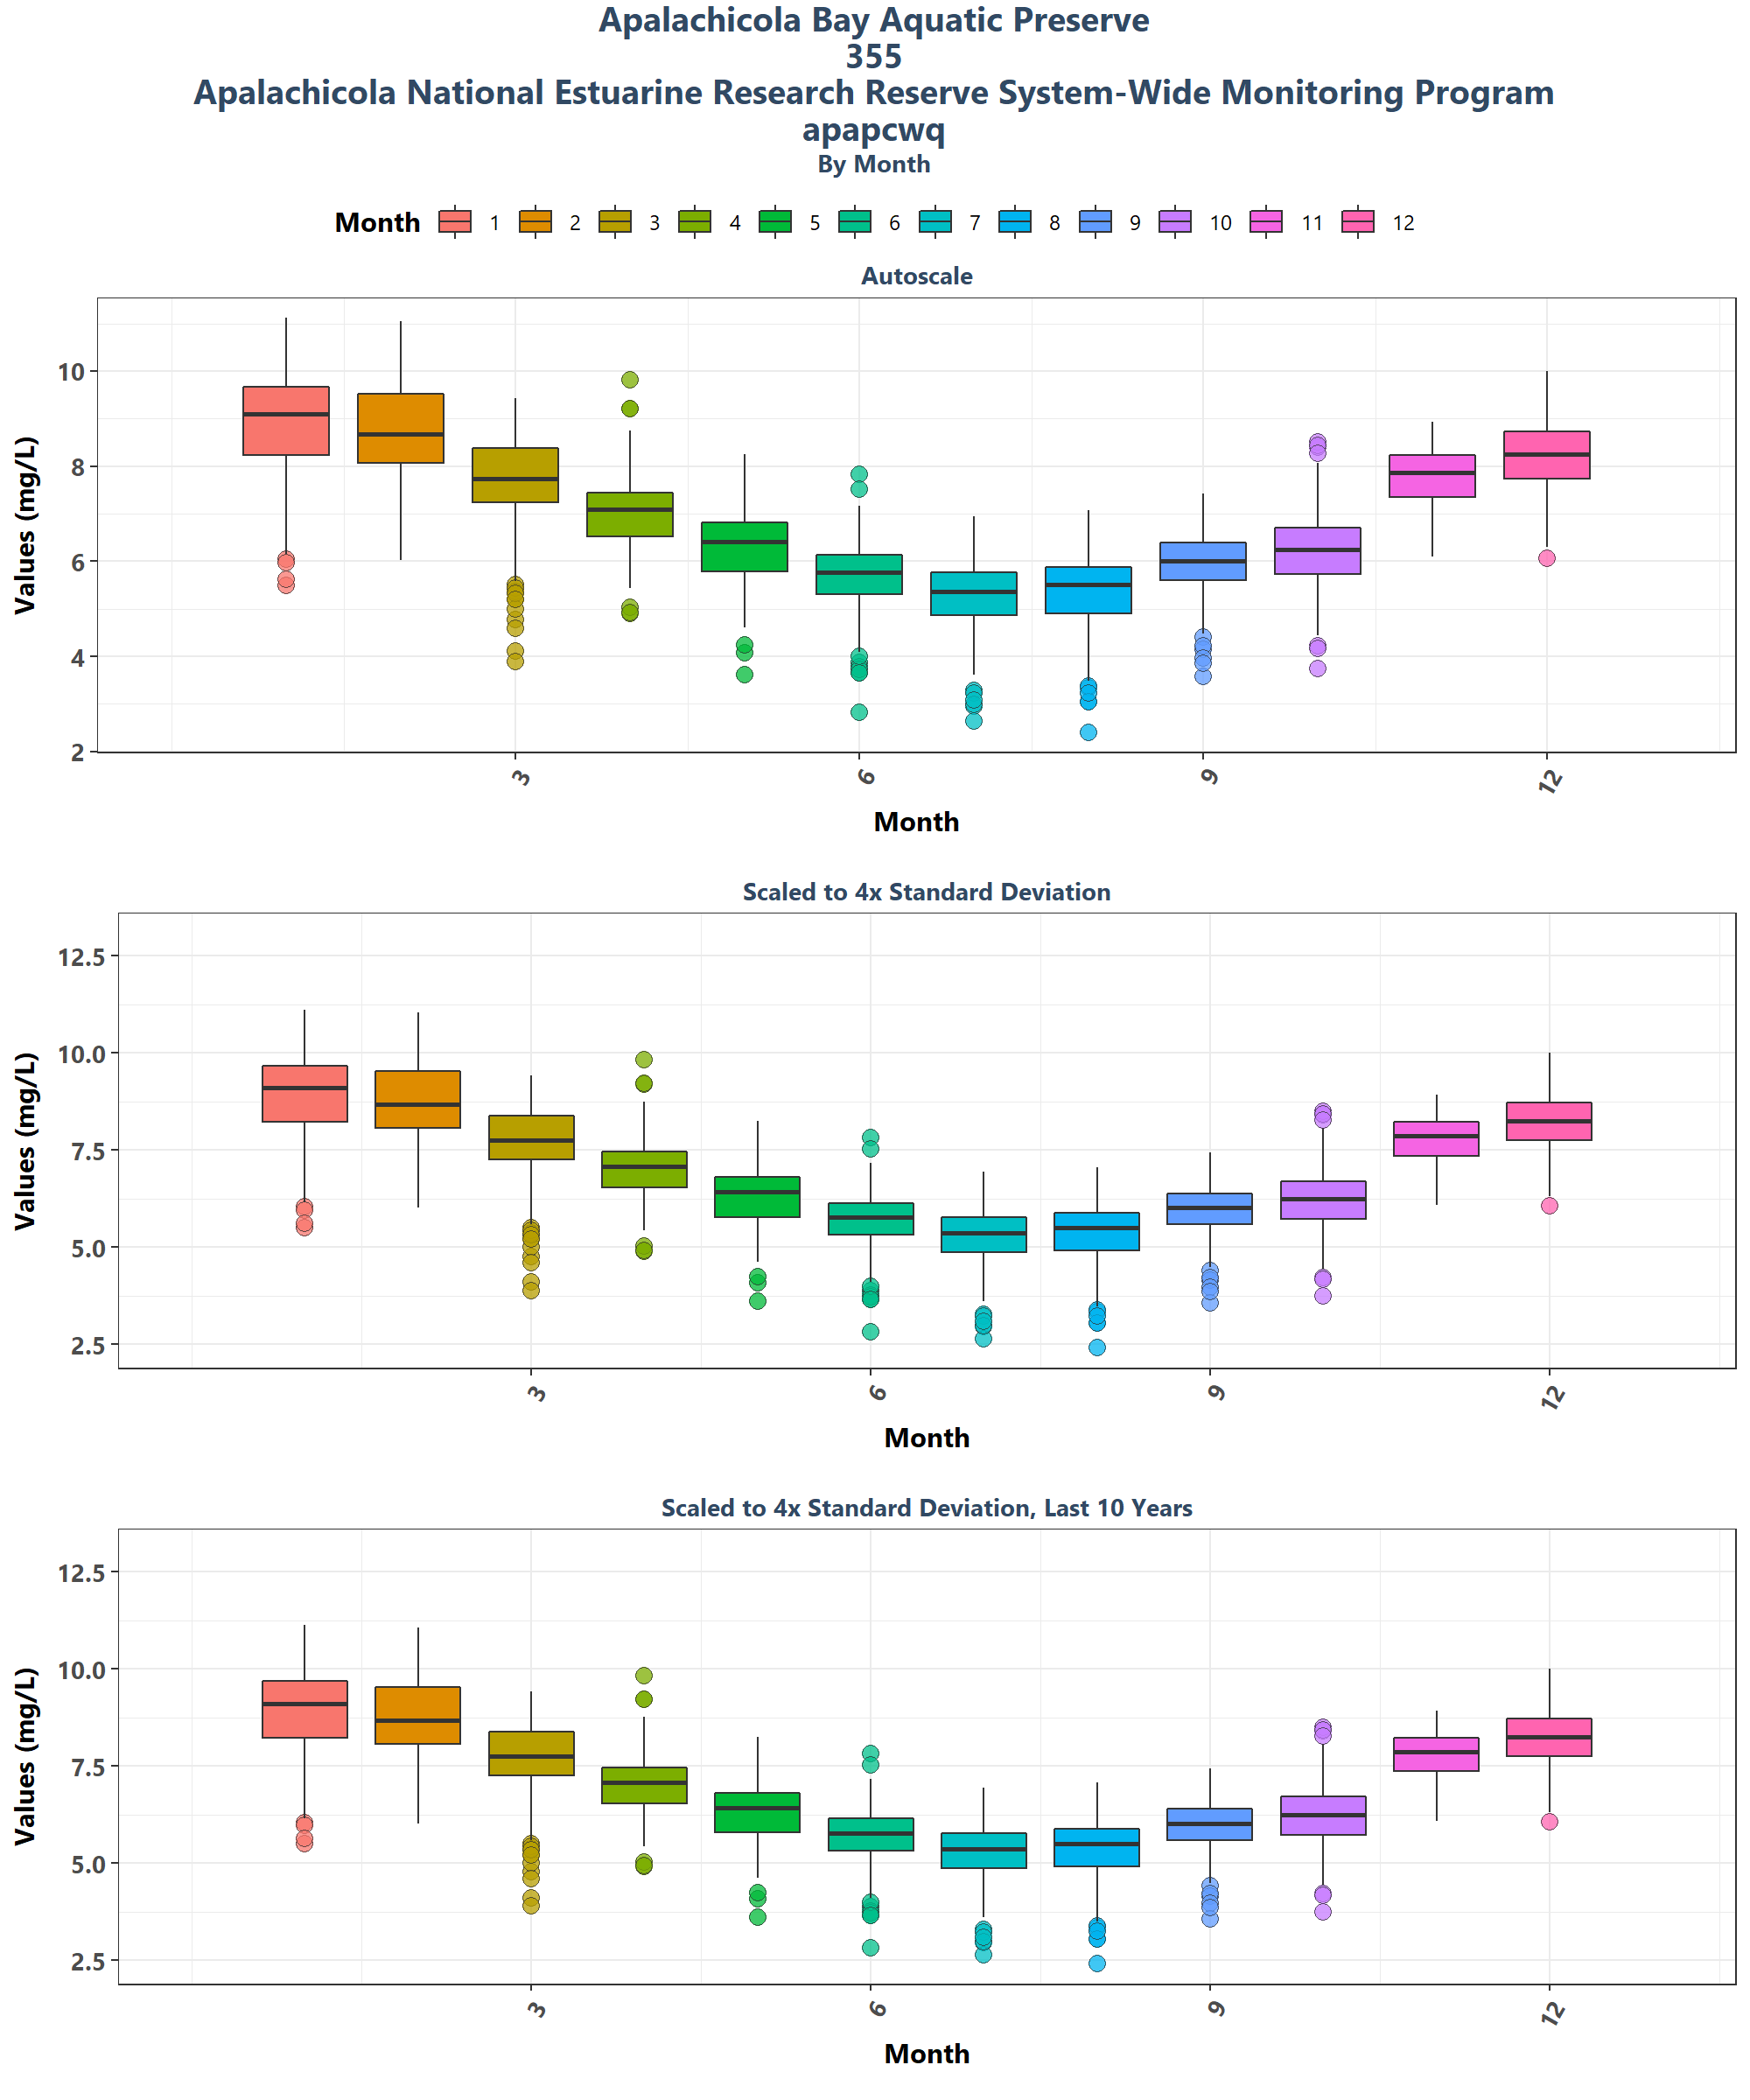 Apalachicola Bay Aquatic Preserve
355
Apalachicola National Estuarine Research Reserve System-Wide Monitoring Program
apapcwq
By Month
Month 1 2 3 4 5 6 7 8 9 10 11 12
Autoscale
Values (mg/L)
10
8
6
4
2
3 6 9 12
Month
Scaled to 4x Standard Deviation
Values (mg/L)
12.5
10.0
7.5
5.0
2.5
3 6 9 12
Month
Scaled to 4x Standard Deviation, Last 10 Years
Values (mg/L)
12.5
10.0
7.5
5.0
2.5
3 6 9 12
Month